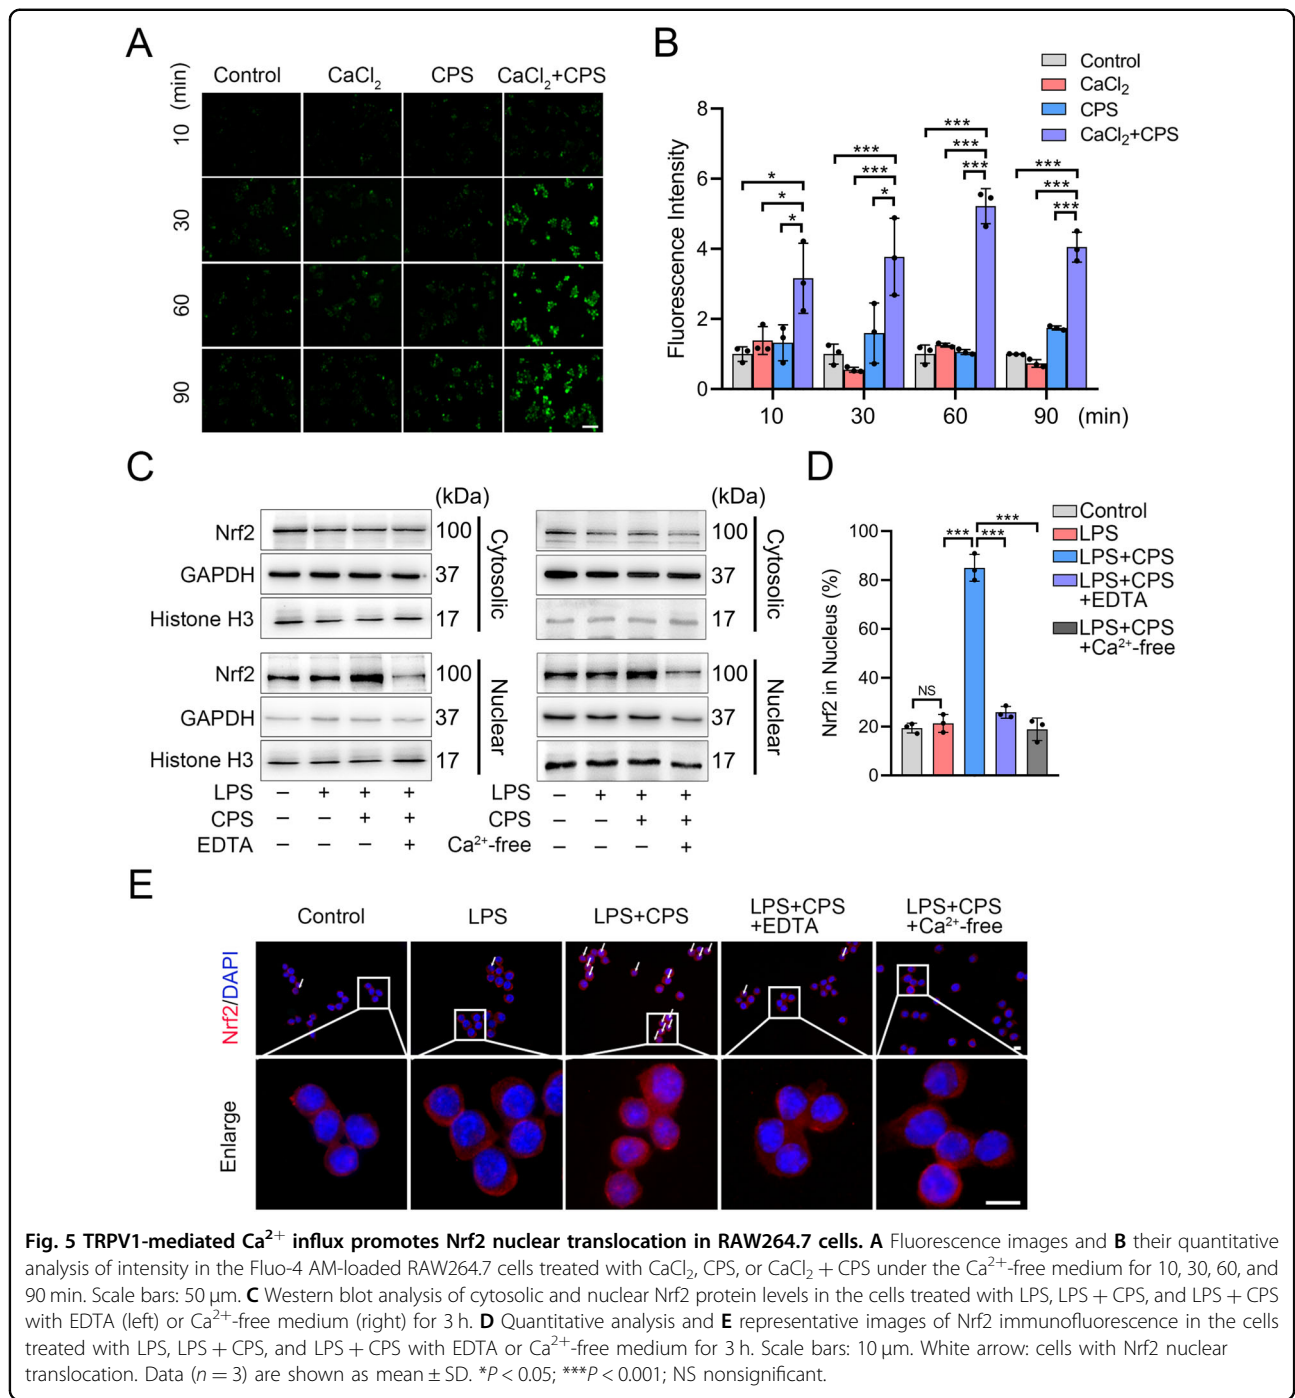 A
Control CaCl₂ CPS CaCl₂+CPS
(min)
10
30
60
90
B
Control
CaCl₂
CPS
CaCl₂+CPS
Fluorescence Intensity
8
6
4
2
0
* * * *** *** * *** *** *** *** *** ***
10 30 60 90 (min)
C
(kDa) (kDa)
Nrf2 100 100
GAPDH 37 37
Histone H3 17 17
Cytosolic Cytosolic
Nrf2 100 100
GAPDH 37 37
Histone H3 17 17
Nuclear Nuclear
LPS − + + + LPS − + + +
CPS − − + + CPS − − + +
EDTA − − − + Ca²⁺-free − − − +
D
Control
LPS
LPS+CPS
LPS+CPS
+EDTA
LPS+CPS
+Ca²⁺-free
Nrf2 in Nucleus (%)
100
80
60
40
20
0
NS *** *** ***
E
Control LPS LPS+CPS LPS+CPS
+EDTA LPS+CPS
+Ca²⁺-free
Nrf2/DAPI
Enlarge
Fig. 5 TRPV1-mediated Ca²⁺ influx promotes Nrf2 nuclear translocation in RAW264.7 cells. A Fluorescence images and B their quantitative
analysis of intensity in the Fluo-4 AM-loaded RAW264.7 cells treated with CaCl₂, CPS, or CaCl₂ + CPS under the Ca²⁺-free medium for 10, 30, 60, and
90 min. Scale bars: 50 μm. C Western blot analysis of cytosolic and nuclear Nrf2 protein levels in the cells treated with LPS, LPS + CPS, and LPS + CPS
with EDTA (left) or Ca²⁺-free medium (right) for 3 h. D Quantitative analysis and E representative images of Nrf2 immunofluorescence in the cells
treated with LPS, LPS + CPS, and LPS + CPS with EDTA or Ca²⁺-free medium for 3 h. Scale bars: 10 μm. White arrow: cells with Nrf2 nuclear
translocation. Data (n = 3) are shown as mean ± SD. *P < 0.05; ***P < 0.001; NS nonsignificant.